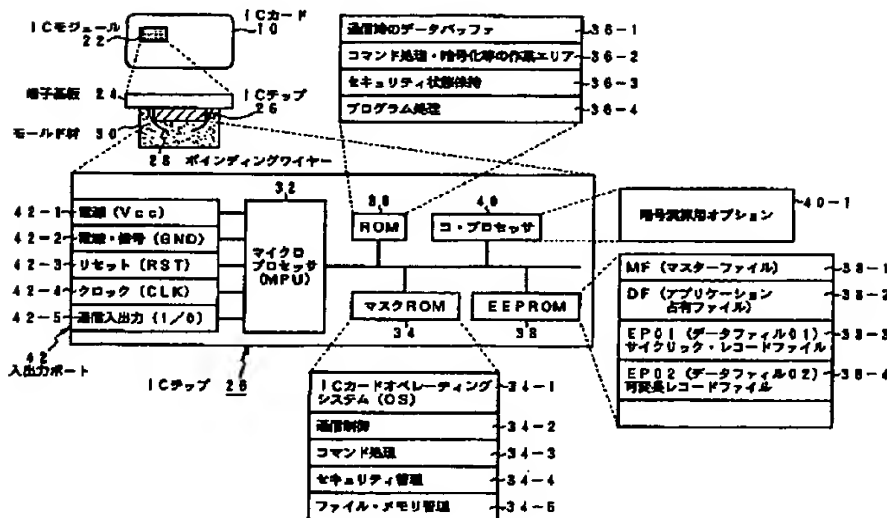 ICカード
10
ICモジュール
22
端子基板
24
ICチップ
26
モールド材
30
28
ボインディングワイヤー
通信時のデータバッファ
36-1
コマンド処理・暗号化等の作業エリア
36-2
セキュリティ状態保持
36-3
プログラム処理
36-4
32
マイクロ
プロセッサ
(MPU)
ROM
40
コ・プロセッサ
暗号演算用オプション
40-1
42-1
電源(Vcc)
42-2
電源・信号(GND)
42-3
リセット(RST)
42-4
クロック(CLK)
42-5
通信入出力(I/O)
42
入出力ポート
ICチップ 26
マスクROM
34
EEPROM
38
MF(マスターファイル)
38-1
DF(アプリケーション
占有ファイル)
38-2
EP01(データファイル01)
サイクリック・レコードファイル
38-3
EP02(データファイル02)
可変長レコードファイル
38-4
ICカードオペレーティング
システム(OS)
34-1
通信制御
34-2
コマンド処理
34-3
セキュリティ管理
34-4
ファイル・メモリ管理
34-5